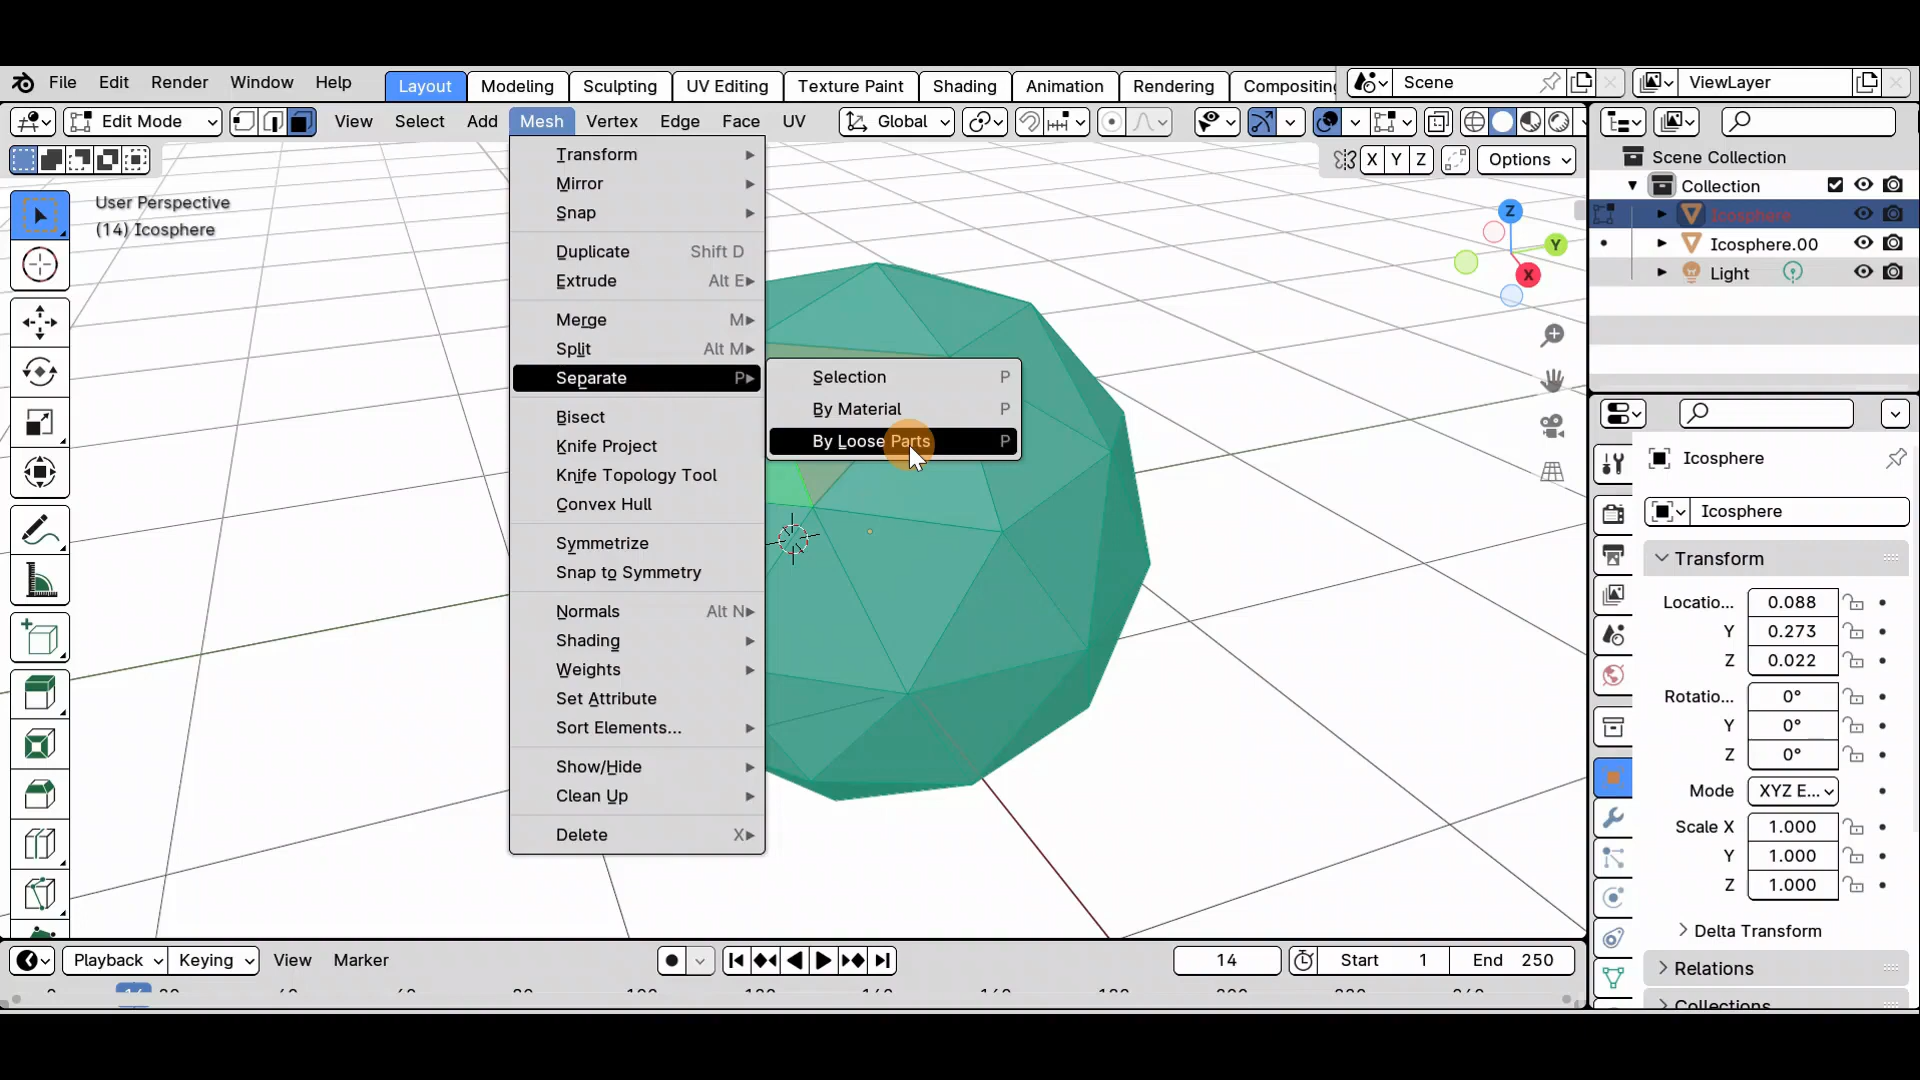 File Edit Render Window Help Layout Modeling Sculpting UV Editing Texture Paint Shading Animation Rendering Scene ViewLayer
Edit Mode View Select Add Mesh Vertex Edge Face UV Global
X Y Z Options
User Perspective
(14) Icosphere
Transform
Mirror
Snap
Duplicate Shift D
Extrude Alt E
Merge M
Split Alt M
Separate P
Bisect
Knife Project
Knife Topology Tool
Convex Hull
Symmetrize
Snap to Symmetry
Normals Alt N
Shading
Weights
Set Attribute
Sort Elements...
Show/Hide
Clean Up
Delete X
Selection P
By Material P
By Loose Parts P
Z
Y
X
Scene Collection
Collection
Icosphere
Icosphere.00
Light
Icosphere
Icosphere
Transform
Locatio... 0.088
Y 0.273
Z 0.022
Rotatio... 0°
Y 0°
Z 0°
Mode XYZ E...
Scale X 1.000
Y 1.000
Z 1.000
Delta Transform
Relations
Collections
Playback Keying View Marker 14 Start 1 End 250